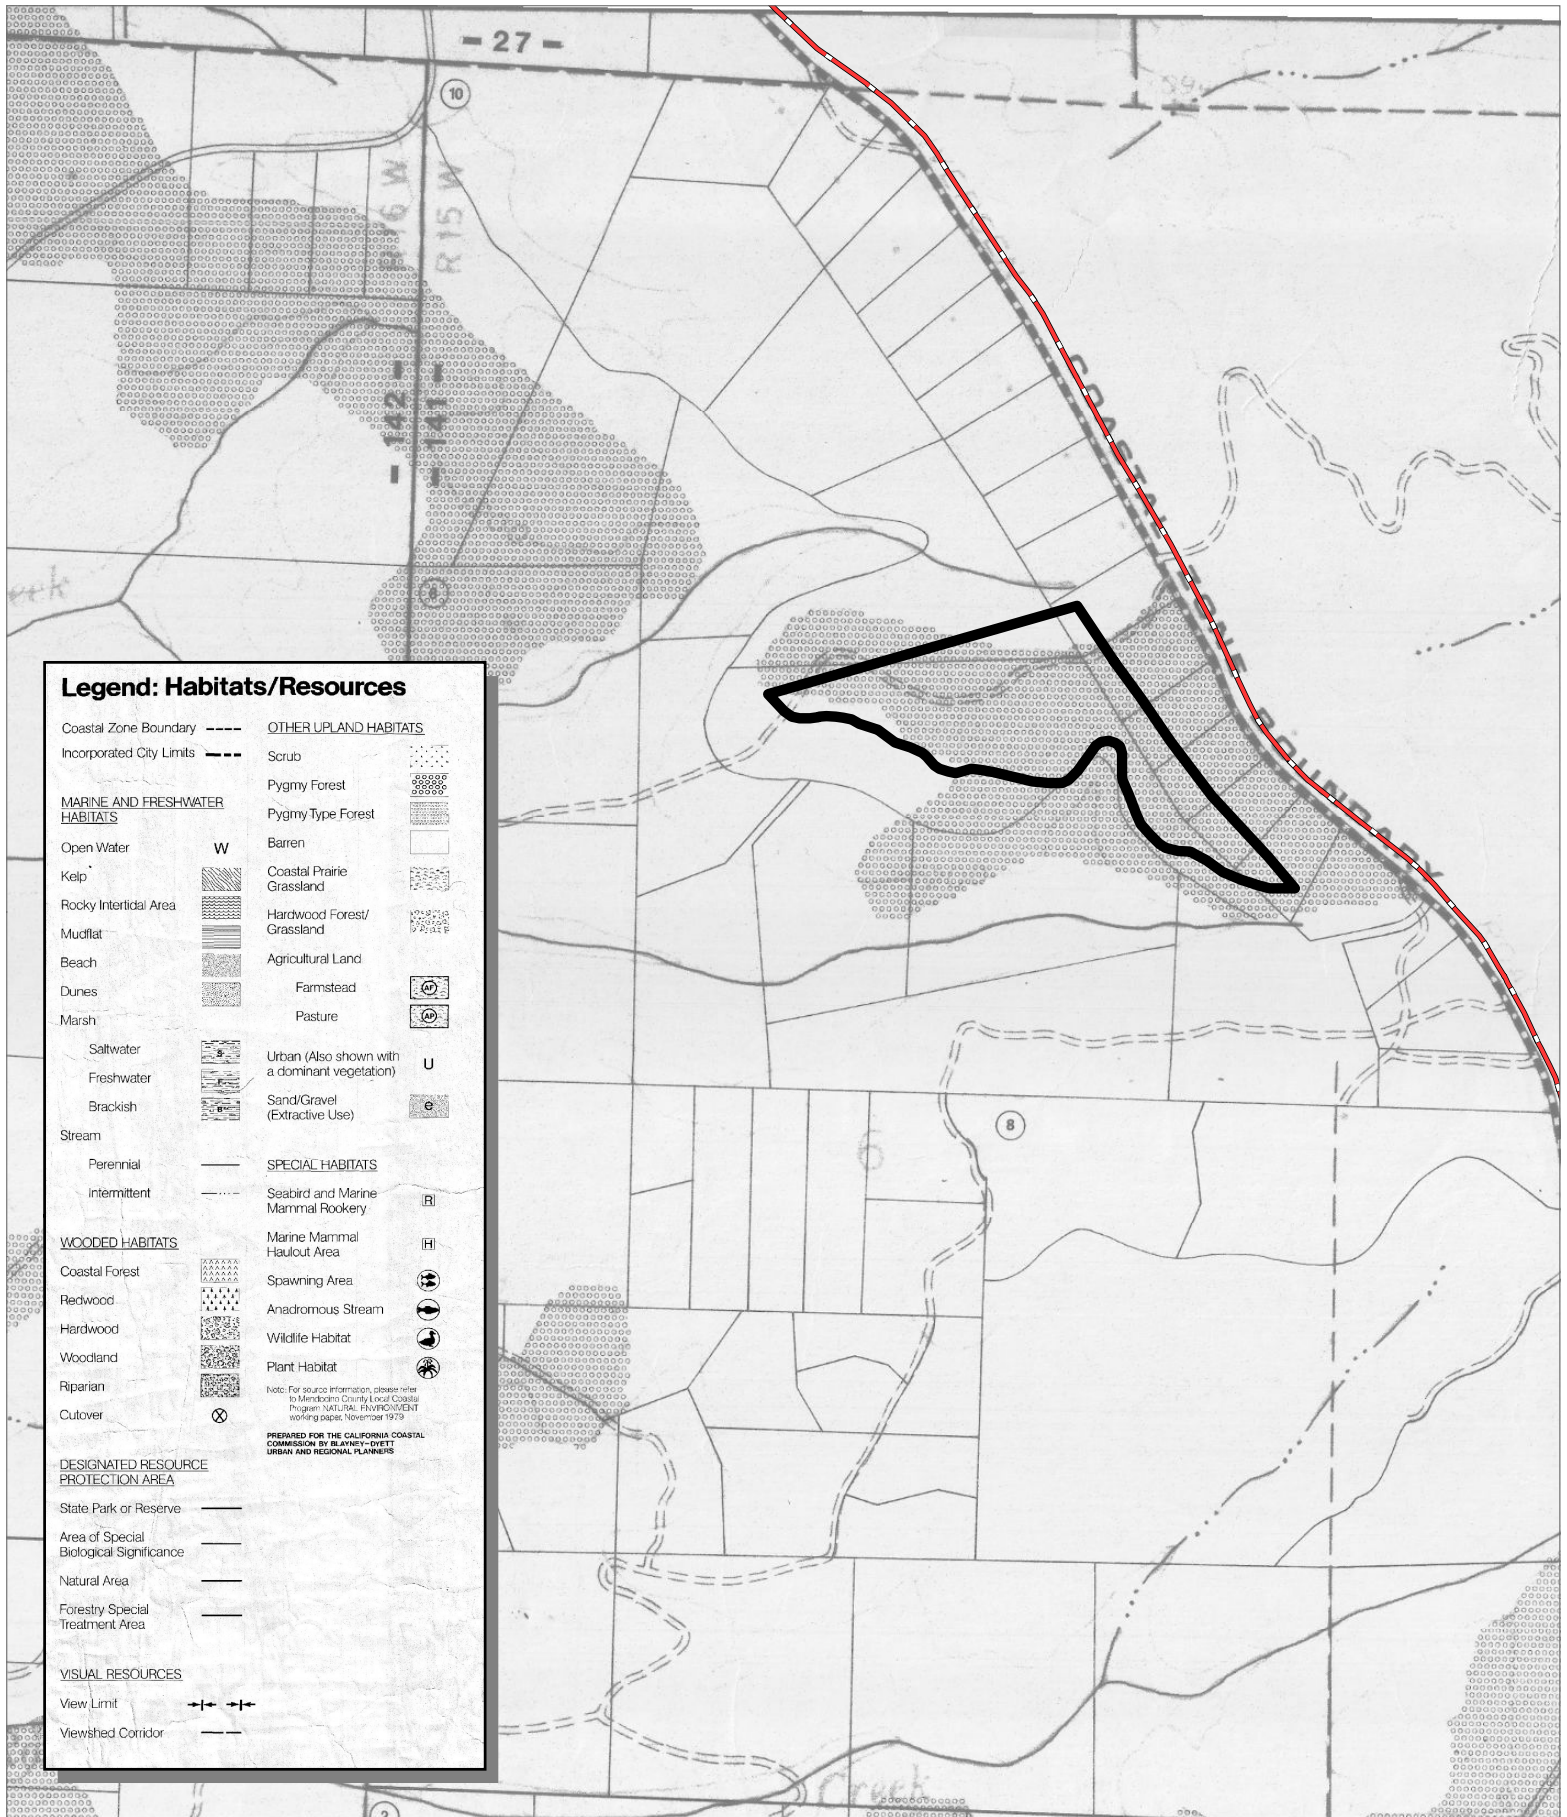 - 27 -
10
R 16 W
R 15 W
- 142 -
- 141 -
8
COASTAL ZONE BOUNDARY
Legend: Habitats/Resources
Coastal Zone Boundary
Incorporated City Limits
MARINE AND FRESHWATER
HABITATS
Open Water W
Kelp
Rocky Intertidal Area
Mudflat
Beach
Dunes
Marsh
Saltwater S
Freshwater F
Brackish B
Stream
Perennial
Intermittent
WOODED HABITATS
Coastal Forest
Redwood
Hardwood
Woodland
Riparian
Cutover X
DESIGNATED RESOURCE
PROTECTION AREA
State Park or Reserve
Area of Special
Biological Significance
Natural Area
Forestry Special
Treatment Area
VISUAL RESOURCES
View Limit
Viewshed Corridor
OTHER UPLAND HABITATS
Scrub
Pygmy Forest
Pygmy Type Forest
Barren
Coastal Prairie
Grassland
Hardwood Forest/
Grassland
Agricultural Land
Farmstead AF
Pasture AP
Urban (Also shown with
a dominant vegetation) U
Sand/Gravel
(Extractive Use) e
SPECIAL HABITATS
Seabird and Marine
Mammal Rookery R
Marine Mammal
Haulout Area H
Spawning Area
Anadromous Stream
Wildlife Habitat
Plant Habitat
Note: For source information, please refer
to Mendocino County Local Coastal
Program NATURAL ENVIRONMENT
working paper, November 1979
PREPARED FOR THE CALIFORNIA COASTAL
COMMISSION BY BLAYNEY-DYETT
URBAN AND REGIONAL PLANNERS
8
6
Creek